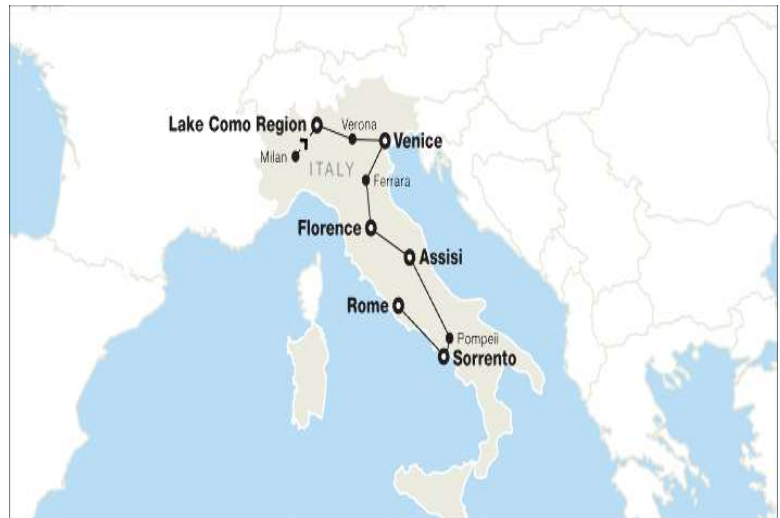 Lake Como Region
Verona
Venice
Milan
ITALY
Ferrara
Florence
Assisi
Rome
Pompeii
Sorrento